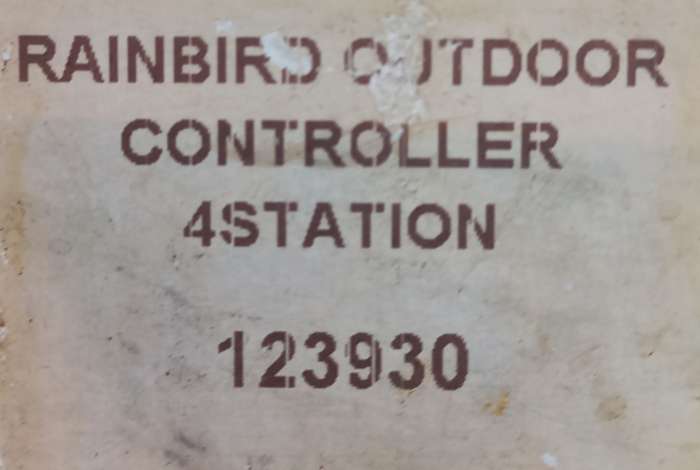 RAINBIRD OUTDOOR
CONTROLLER
4STATION
123930